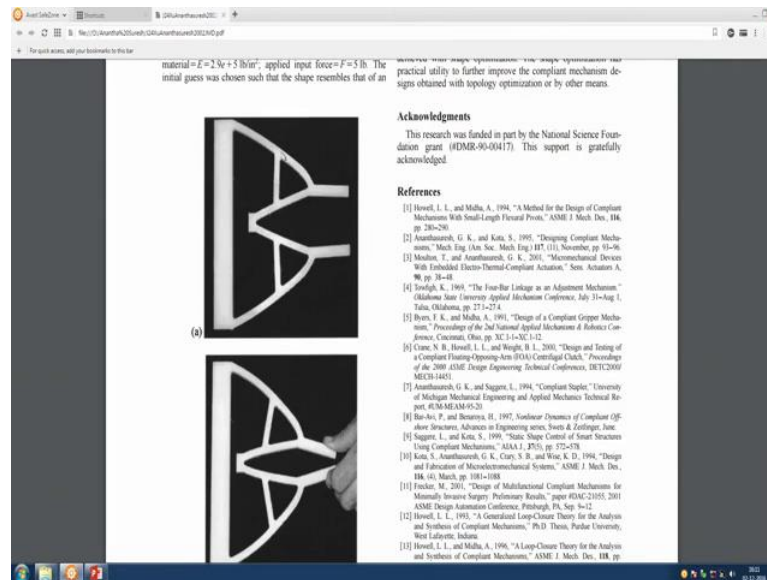 Avast SafeZone
Shortcuts
For quick access, add your bookmarks to this bar
material=E=2.9e+5 lb/in²; applied input force=F=5 lb. The
initial guess was chosen such that the shape resembles that of an
(a)
achieved with shape optimization. The shape optimization has
practical utility to further improve the compliant mechanism de-
signs obtained with topology optimization or by other means.
Acknowledgments
This research was funded in part by the National Science Foun-
dation grant (#DMR-90-00417). This support is gratefully
acknowledged.
References
[1] Howell, L. L., and Midha, A., 1994, "A Method for the Design of Compliant
Mechanisms With Small-Length Flexural Pivots," ASME J. Mech. Des., 116,
pp. 280–290.
[2] Ananthasuresh, G. K., and Kota, S., 1995, "Designing Compliant Mecha-
nisms," Mech. Eng. (Am. Soc. Mech. Eng.) 117, (11), November, pp. 93–96.
[3] Moulton, T., and Ananthasuresh, G. K., 2001, "Micromechanical Devices
With Embedded Electro-Thermal-Compliant Actuation," Sens. Actuators A,
90, pp. 38–48.
[4] Towfigh, K., 1969, "The Four-Bar Linkage as an Adjustment Mechanism,"
Oklahoma State University Applied Mechanism Conference, July 31–Aug 1,
Tulsa, Oklahoma, pp. 27.1–27.4.
[5] Byers, F. K., and Midha, A., 1991, "Design of a Compliant Gripper Mecha-
nism," Proceedings of the 2nd National Applied Mechanisms & Robotics Con-
ference, Cincinnati, Ohio, pp. XC.1-1–XC.1-12.
[6] Crane, N. B., Howell, L. L., and Weight, B. L., 2000, "Design and Testing of
a Compliant Floating-Opposing-Arm (FOA) Centrifugal Clutch," Proceedings
of the 2000 ASME Design Engineering Technical Conferences, DETC2000/
MECH-14451.
[7] Ananthasuresh, G. K., and Saggere, L., 1994, "Compliant Stapler," University
of Michigan Mechanical Engineering and Applied Mechanics Technical Re-
port, #UM-MEAM-95-20.
[8] Bar-Avi, P., and Benaroya, H., 1997, Nonlinear Dynamics of Compliant Off-
shore Structures, Advances in Engineering series, Swets & Zeitlinger, June.
[9] Saggere, L., and Kota, S., 1999, "Static Shape Control of Smart Structures
Using Compliant Mechanisms," AIAA J., 37(5), pp. 572–578.
[10] Kota, S., Ananthasuresh, G. K., Crary, S. B., and Wise, K. D., 1994, "Design
and Fabrication of Microelectromechanical Systems," ASME J. Mech. Des.,
116, (4), March, pp. 1081–1088.
[11] Frecker, M., 2001, "Design of Multifunctional Compliant Mechanisms for
Minimally Invasive Surgery Preliminary Results," paper #DAC-21055, 2001
ASME Design Automation Conference, Pittsburgh, PA, Sep. 9–12.
[12] Howell, L. L., 1993, "A Generalized Loop-Closure Theory for the Analysis
and Synthesis of Compliant Mechanisms," Ph.D. Thesis, Purdue University,
West Lafayette, Indiana.
[13] Howell, L. L., and Midha, A., 1996, "A Loop-Closure Theory for the Analysis
and Synthesis of Compliant Mechanisms," ASME J. Mech. Des., 118, pp.